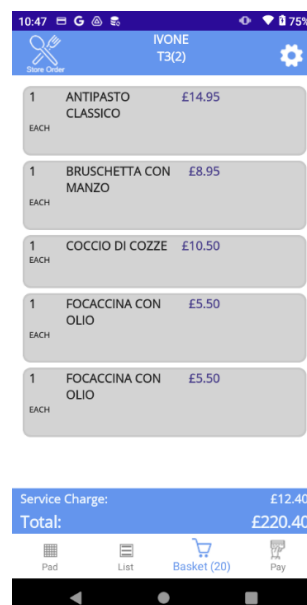 10:47 G 75%
IVONE
T3(2)
Store Order
1 ANTIPASTO £14.95
CLASSICO
EACH
1 BRUSCHETTA CON £8.95
MANZO
EACH
1 COCCIO DI COZZE £10.50
EACH
1 FOCACCINA CON £5.50
OLIO
EACH
1 FOCACCINA CON £5.50
OLIO
EACH
Service Charge: £12.40
Total: £220.40
Pad List Basket (20) Pay